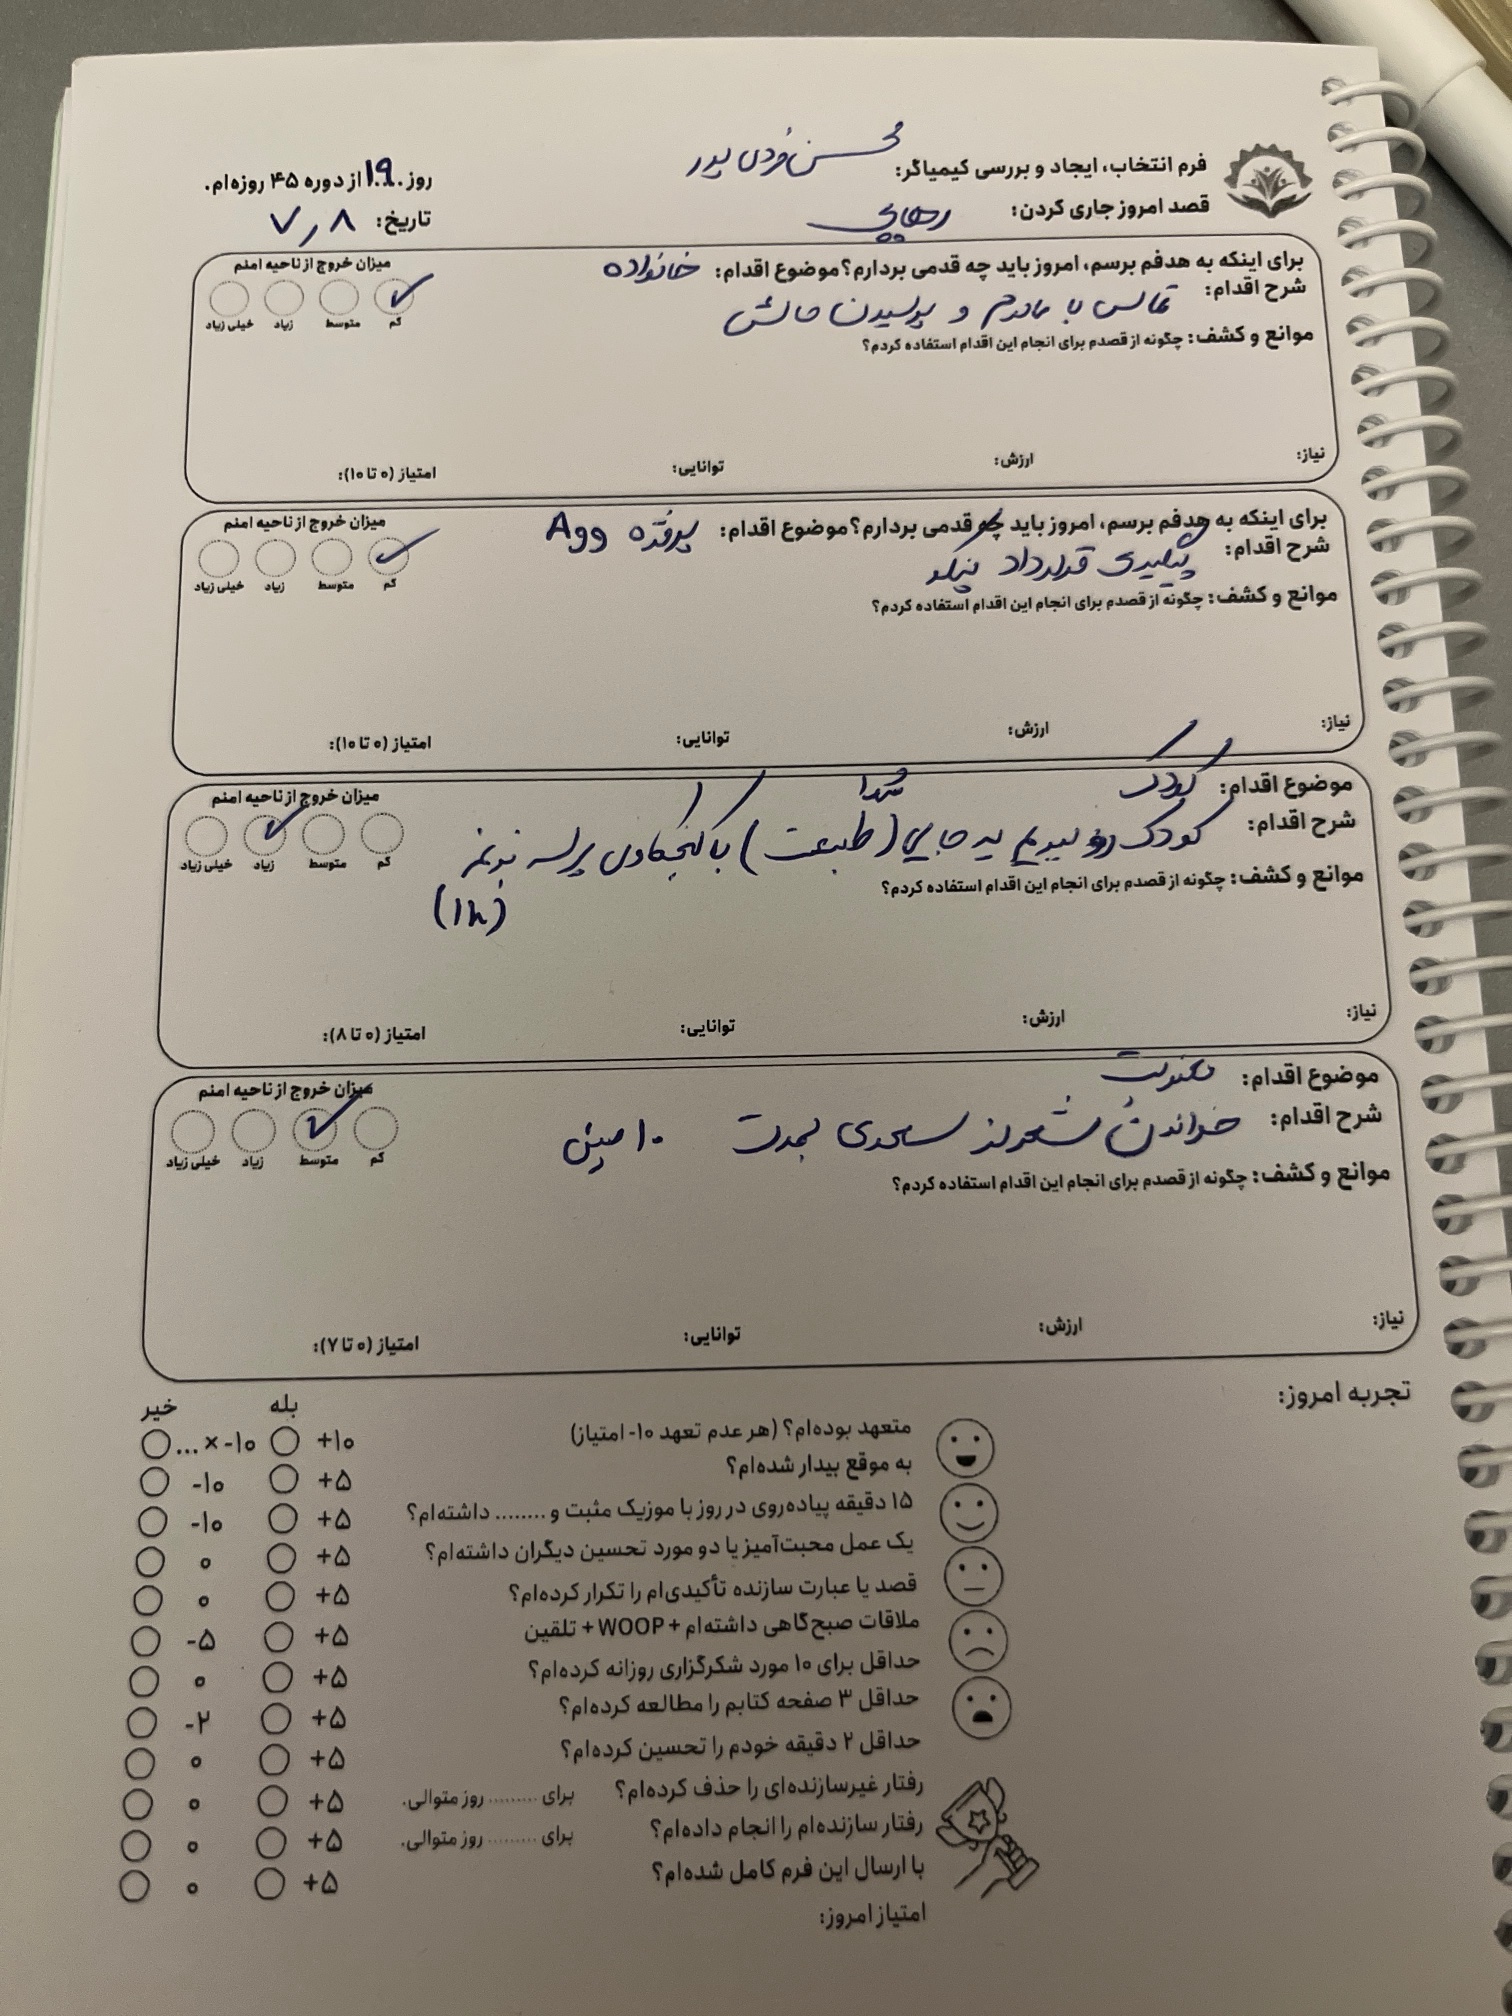 فرم انتخاب، ایجاد و بررسی کیمیاگر: محسن فردی پور
روز ۱۹ از دوره ۴۵ روزه‌ام.
قصد امروز جاری کردن: رهایی
تاریخ: ۷٫۸
برای اینکه به هدفم برسم، امروز باید چه قدمی بردارم؟ موضوع اقدام: خانواده
میزان خروج از ناحیه امنم
کم متوسط زیاد خیلی زیاد
شرح اقدام: تماس با مادرم و پرسیدن حالش
موانع و کشف: چگونه از قصدم برای انجام این اقدام استفاده کردم؟
نیاز: ارزش: توانایی: امتیاز (۰ تا ۱۰):
برای اینکه به هدفم برسم، امروز باید چه قدمی بردارم؟ موضوع اقدام: پروژه Agg
میزان خروج از ناحیه امنم
کم متوسط زیاد خیلی زیاد
شرح اقدام: پیگیری قرارداد
موانع و کشف: چگونه از قصدم برای انجام این اقدام استفاده کردم؟
نیاز: ارزش: توانایی: امتیاز (۰ تا ۱۰):
موضوع اقدام: کودک
میزان خروج از ناحیه امنم
کم متوسط زیاد خیلی زیاد
شرح اقدام: کودک رو ببریم یه جایی (طبیعت) با کنجکاوی پرسه بزنم
(1h)
موانع و کشف: چگونه از قصدم برای انجام این اقدام استفاده کردم؟
نیاز: ارزش: توانایی: امتیاز (۰ تا ۸):
موضوع اقدام: معنویت
میزان خروج از ناحیه امنم
کم متوسط زیاد خیلی زیاد
شرح اقدام: خواندن شعر از سعدی بمدت ۱۰ مین
موانع و کشف: چگونه از قصدم برای انجام این اقدام استفاده کردم؟
نیاز: ارزش: توانایی: امتیاز (۰ تا ۷):
تجربه امروز:
بله خیر
متعهد بوده‌ام؟ (هر عدم تعهد ۱۰- امتیاز) +۱۰ -۱۰ × ...
به موقع بیدار شده‌ام؟ +۵ -۱۰
۱۵ دقیقه پیاده‌روی در روز با موزیک مثبت و ........ داشته‌ام؟ +۵ -۱۰
یک عمل محبت‌آمیز یا دو مورد تحسین دیگران داشته‌ام؟ +۵ ۰
قصد یا عبارت سازنده تأکیدی‌ام را تکرار کرده‌ام؟ +۵ ۰
ملاقات صبح‌گاهی داشته‌ام + WOOP + تلقین +۵ -۵
حداقل برای ۱۰ مورد شکرگزاری روزانه کرده‌ام؟ +۵ ۰
حداقل ۳ صفحه کتابم را مطالعه کرده‌ام؟ +۵ -۲
حداقل ۲ دقیقه خودم را تحسین کرده‌ام؟ +۵ ۰
رفتار غیرسازنده‌ای را حذف کرده‌ام؟ برای ......... روز متوالی. +۵ ۰
رفتار سازنده‌ام را انجام داده‌ام؟ برای ......... روز متوالی. +۵ ۰
با ارسال این فرم کامل شده‌ام؟ +۵ ۰
امتیاز امروز: